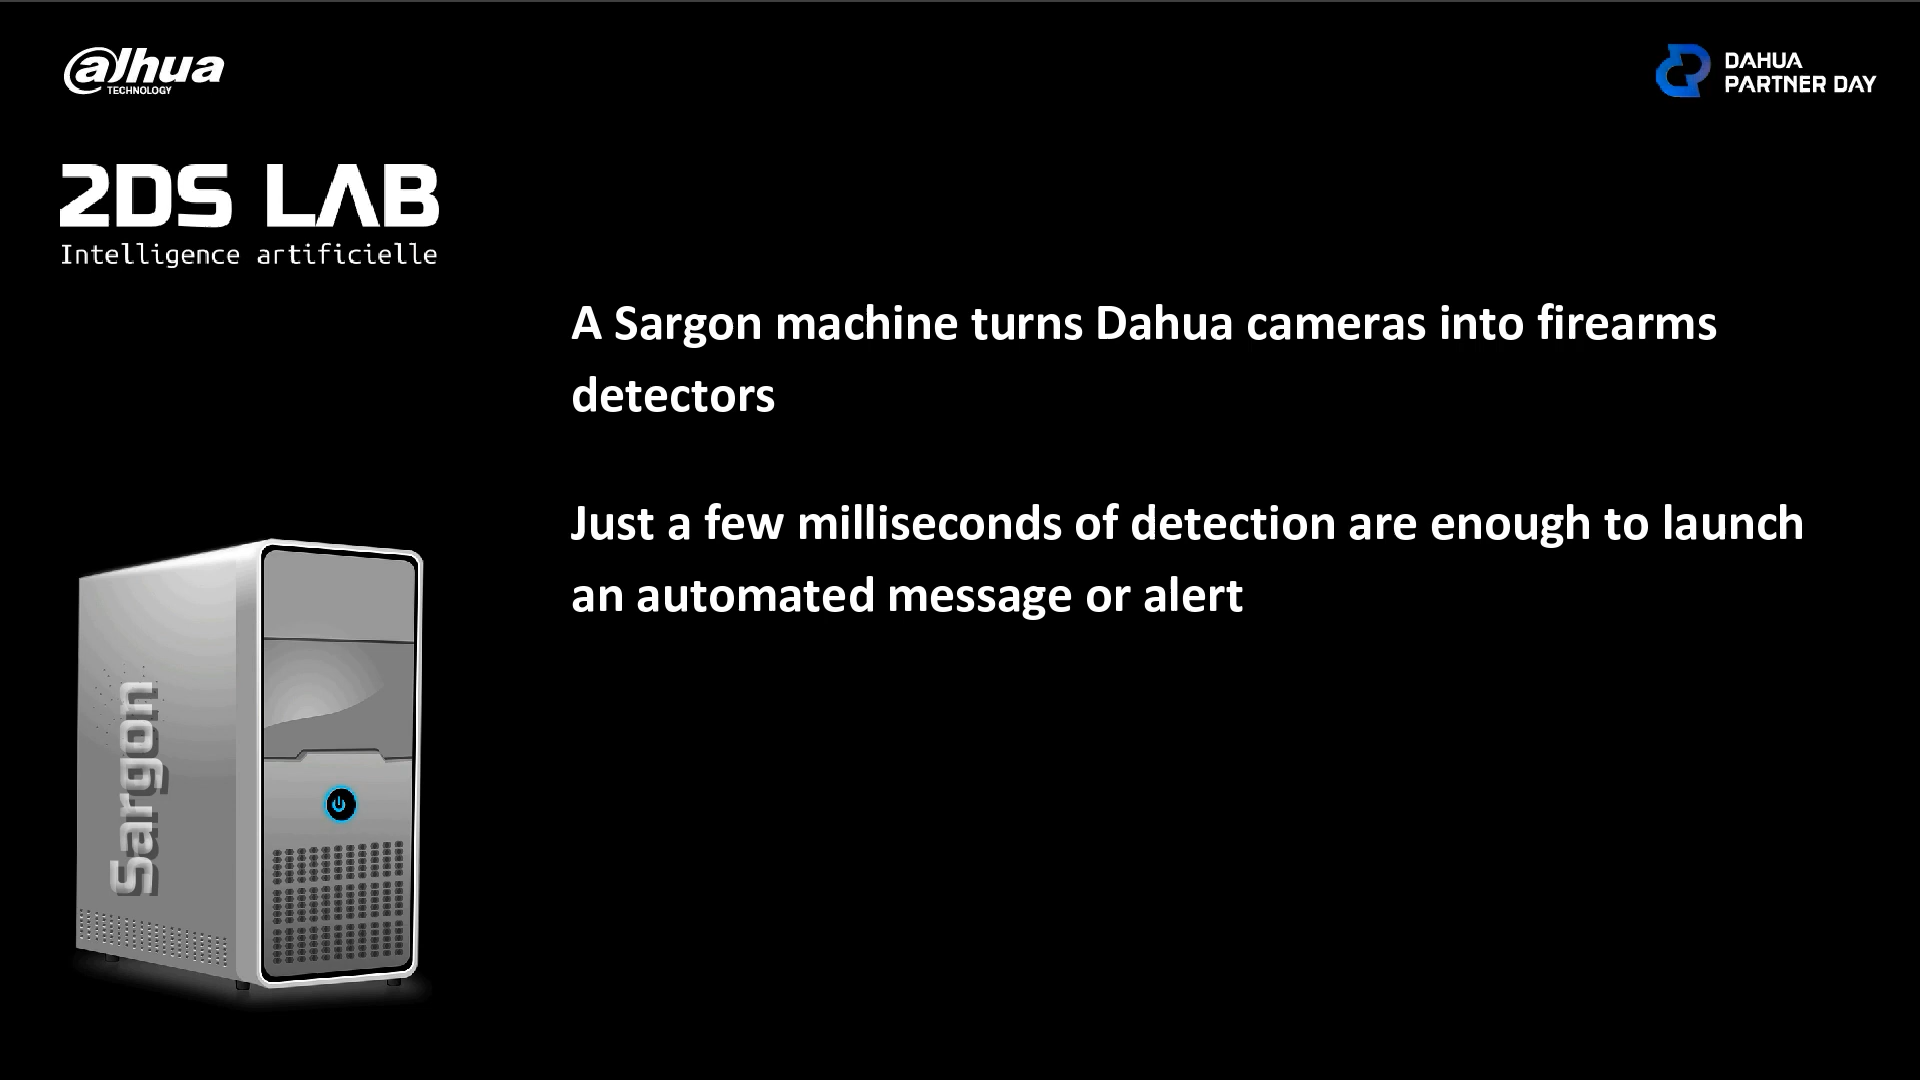 alhua
TECHNOLOGY
DAHUA
PARTNER DAY
2DS LAB
Intelligence artificielle
A Sargon machine turns Dahua cameras into firearms
detectors
Just a few milliseconds of detection are enough to launch
an automated message or alert
Sargon